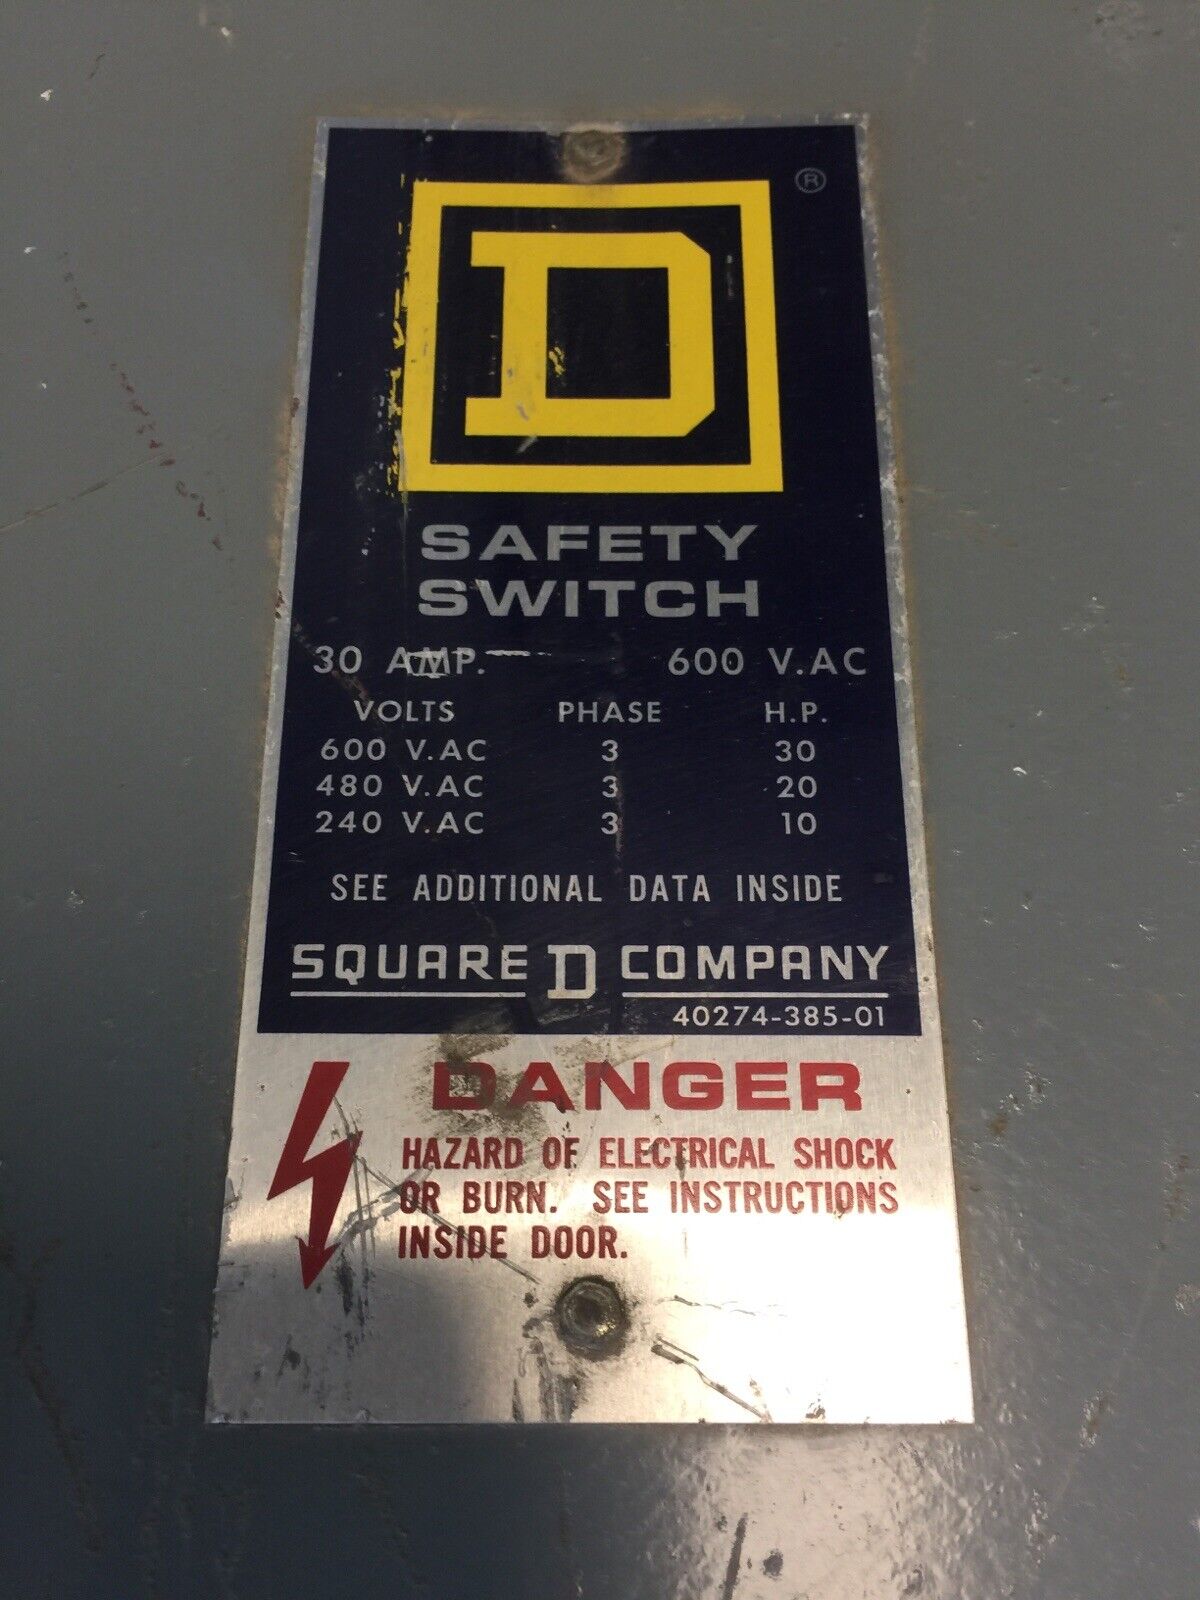 D ®
SAFETY
SWITCH
30 AMP. 600 V.AC
VOLTS PHASE H.P.
600 V.AC 3 30
480 V.AC 3 20
240 V.AC 3 10
SEE ADDITIONAL DATA INSIDE
SQUARE D COMPANY
40274-385-01
DANGER
HAZARD OF ELECTRICAL SHOCK
OR BURN. SEE INSTRUCTIONS
INSIDE DOOR.